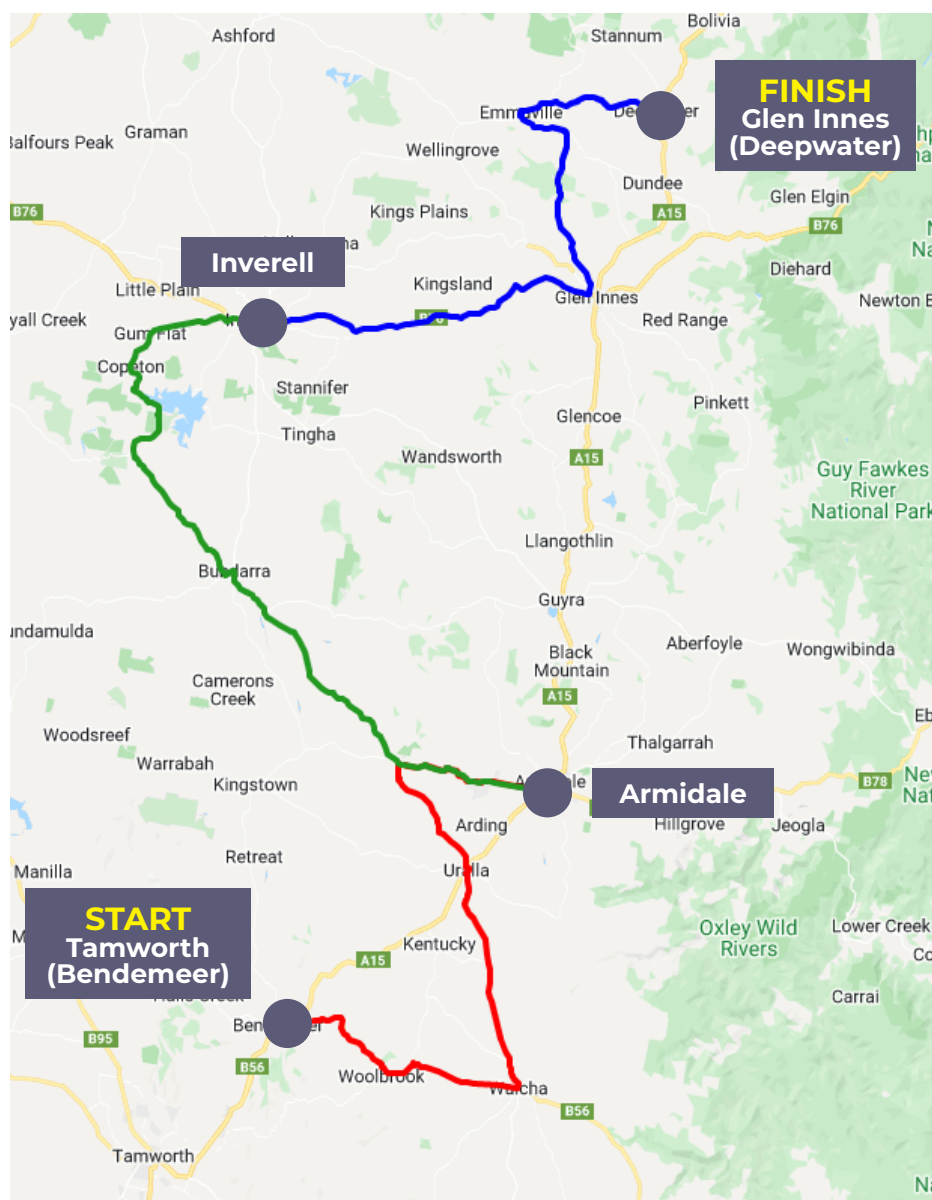 Bolivia
Ashford
Stannum
FINISH
Glen Innes
(Deepwater)
Graman
Balfours Peak
Wellingrove
Dundee
Glen Elgin
Kings Plains
A15
B76
B76
Inverell
Diehard
Kingsland
Little Plain
Glen Innes
Newton
Red Range
Gum Flat
Copeton
Stannifer
Pinkett
Glencoe
Tingha
Wandsworth
A15
Guy Fawkes
River
National Park
Llangothlin
Bundarra
Guyra
Aberfoyle
Wongwibinda
Black
Mountain
Camerons
Creek
A15
Woodsreef
Thalgarrah
Warrabah
Kingstown
B78
Armidale
Arding
Hillgrove
Jeogla
Retreat
Uralla
Manilla
START
Tamworth
(Bendemeer)
Oxley Wild
Rivers
Lower Creek
Kentucky
A15
Carrai
B95
B56
Woolbrook
Walcha
B56
Tamworth